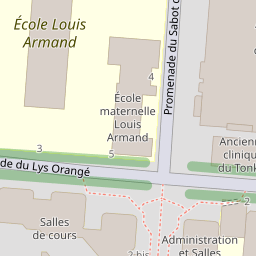 École Louis
Armand
4
Promenade du Sabot
École
maternelle
Louis
Armand
3
5
de du Lys Orangé
Ancien
cliniqu
du Tonk
2
Salles
de cours
Administration
et Salles
2 bis